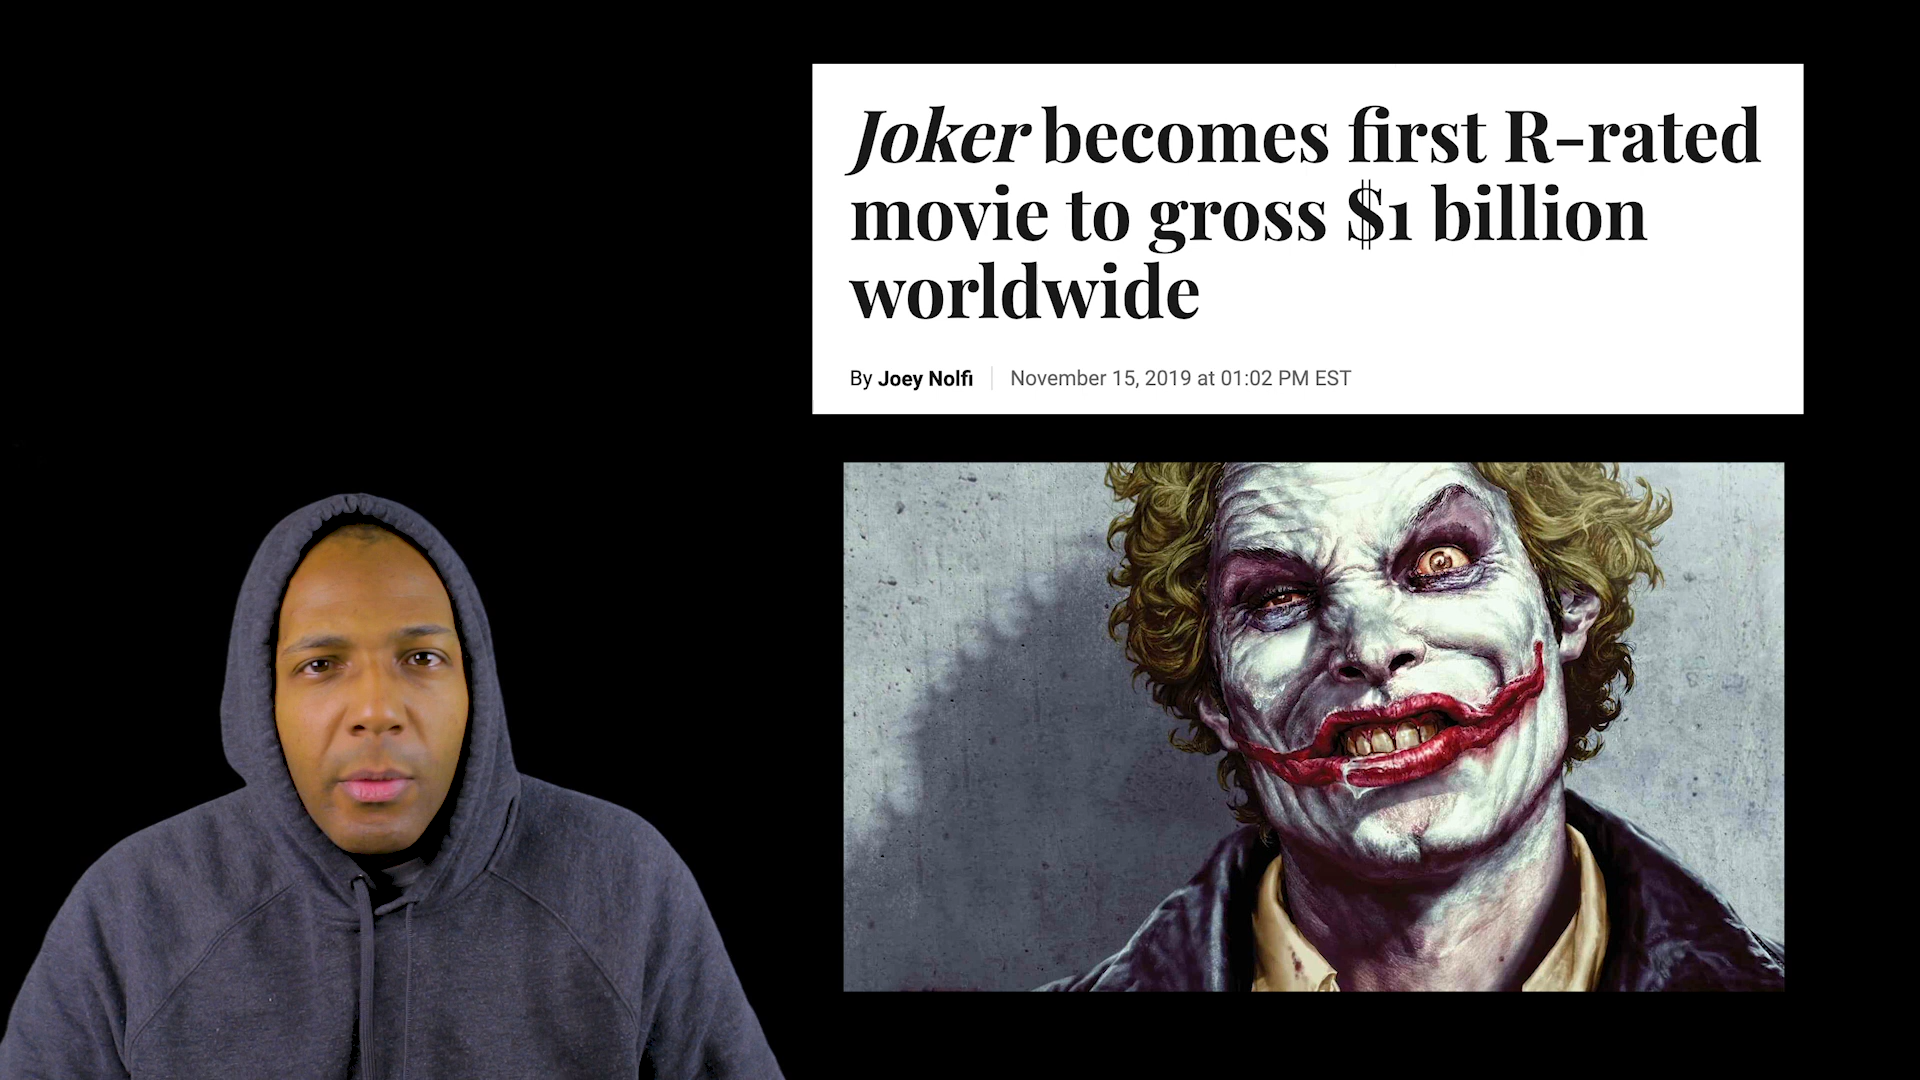 Joker becomes first R-rated
movie to gross $1 billion
worldwide
By Joey Nolfi | November 15, 2019 at 01:02 PM EST